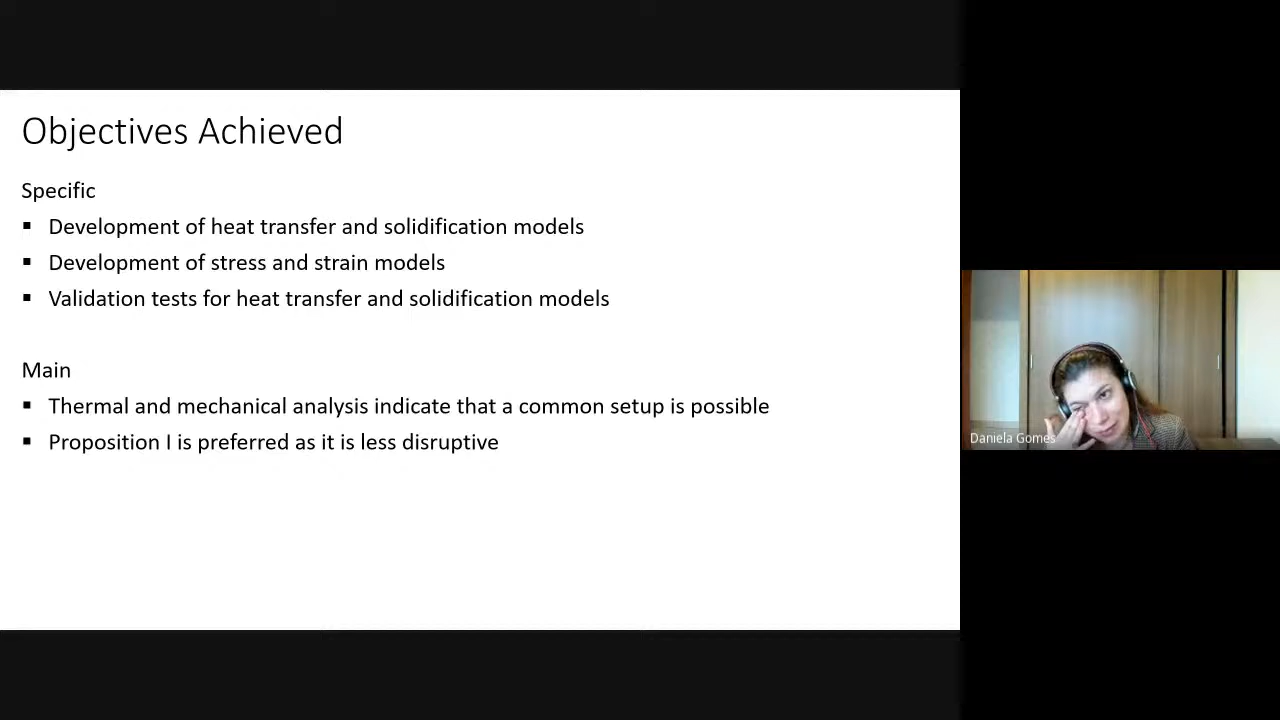 Objectives Achieved
Specific
▪ Development of heat transfer and solidification models
▪ Development of stress and strain models
▪ Validation tests for heat transfer and solidification models
Main
▪ Thermal and mechanical analysis indicate that a common setup is possible
▪ Proposition I is preferred as it is less disruptive
Daniela Gomes